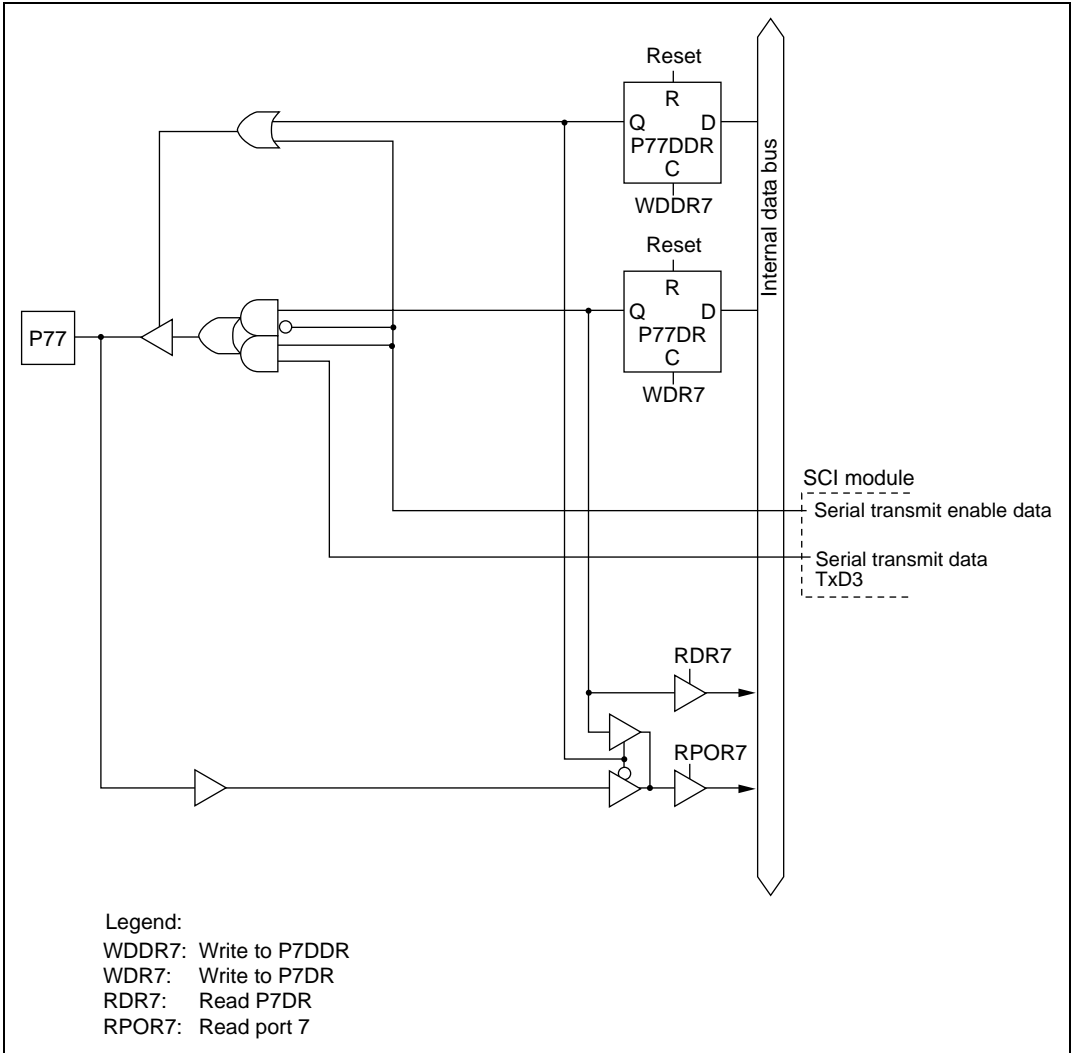 Reset
R
Q D
P77DDR
C
WDDR7
Reset
R
Q D
P77DR
C
WDR7
Internal data bus
P77
SCI module
Serial transmit enable data
Serial transmit data
TxD3
RDR7
RPOR7
Legend:
WDDR7: Write to P7DDR
WDR7: Write to P7DR
RDR7: Read P7DR
RPOR7: Read port 7